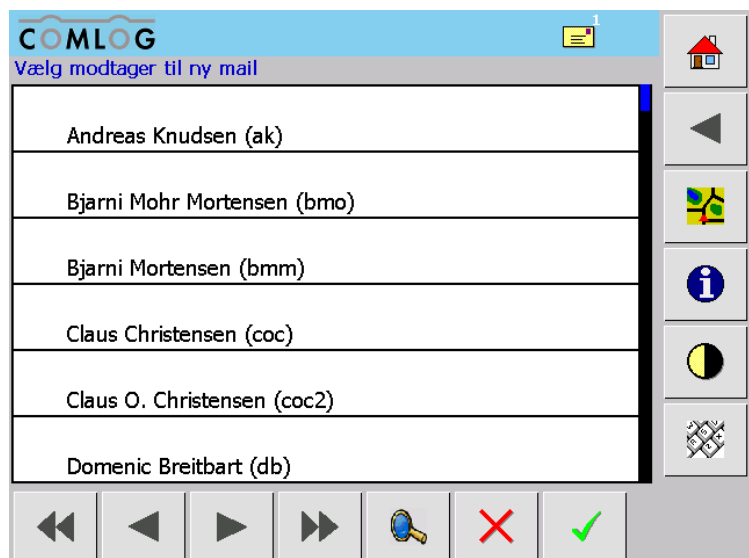 COMLOG
1
Vælg modtager til ny mail
Andreas Knudsen (ak)
Bjarni Mohr Mortensen (bmo)
Bjarni Mortensen (bmm)
Claus Christensen (coc)
Claus O. Christensen (coc2)
Domenic Breitbart (db)